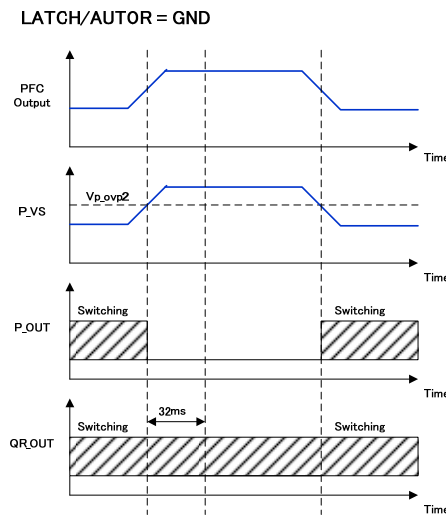 LATCH/AUTOR = GND
PFC
Output
Time
Vp_ovp2
P_VS
Time
Switching
Switching
P_OUT
Time
32ms
Switching
Switching
QR_OUT
Time